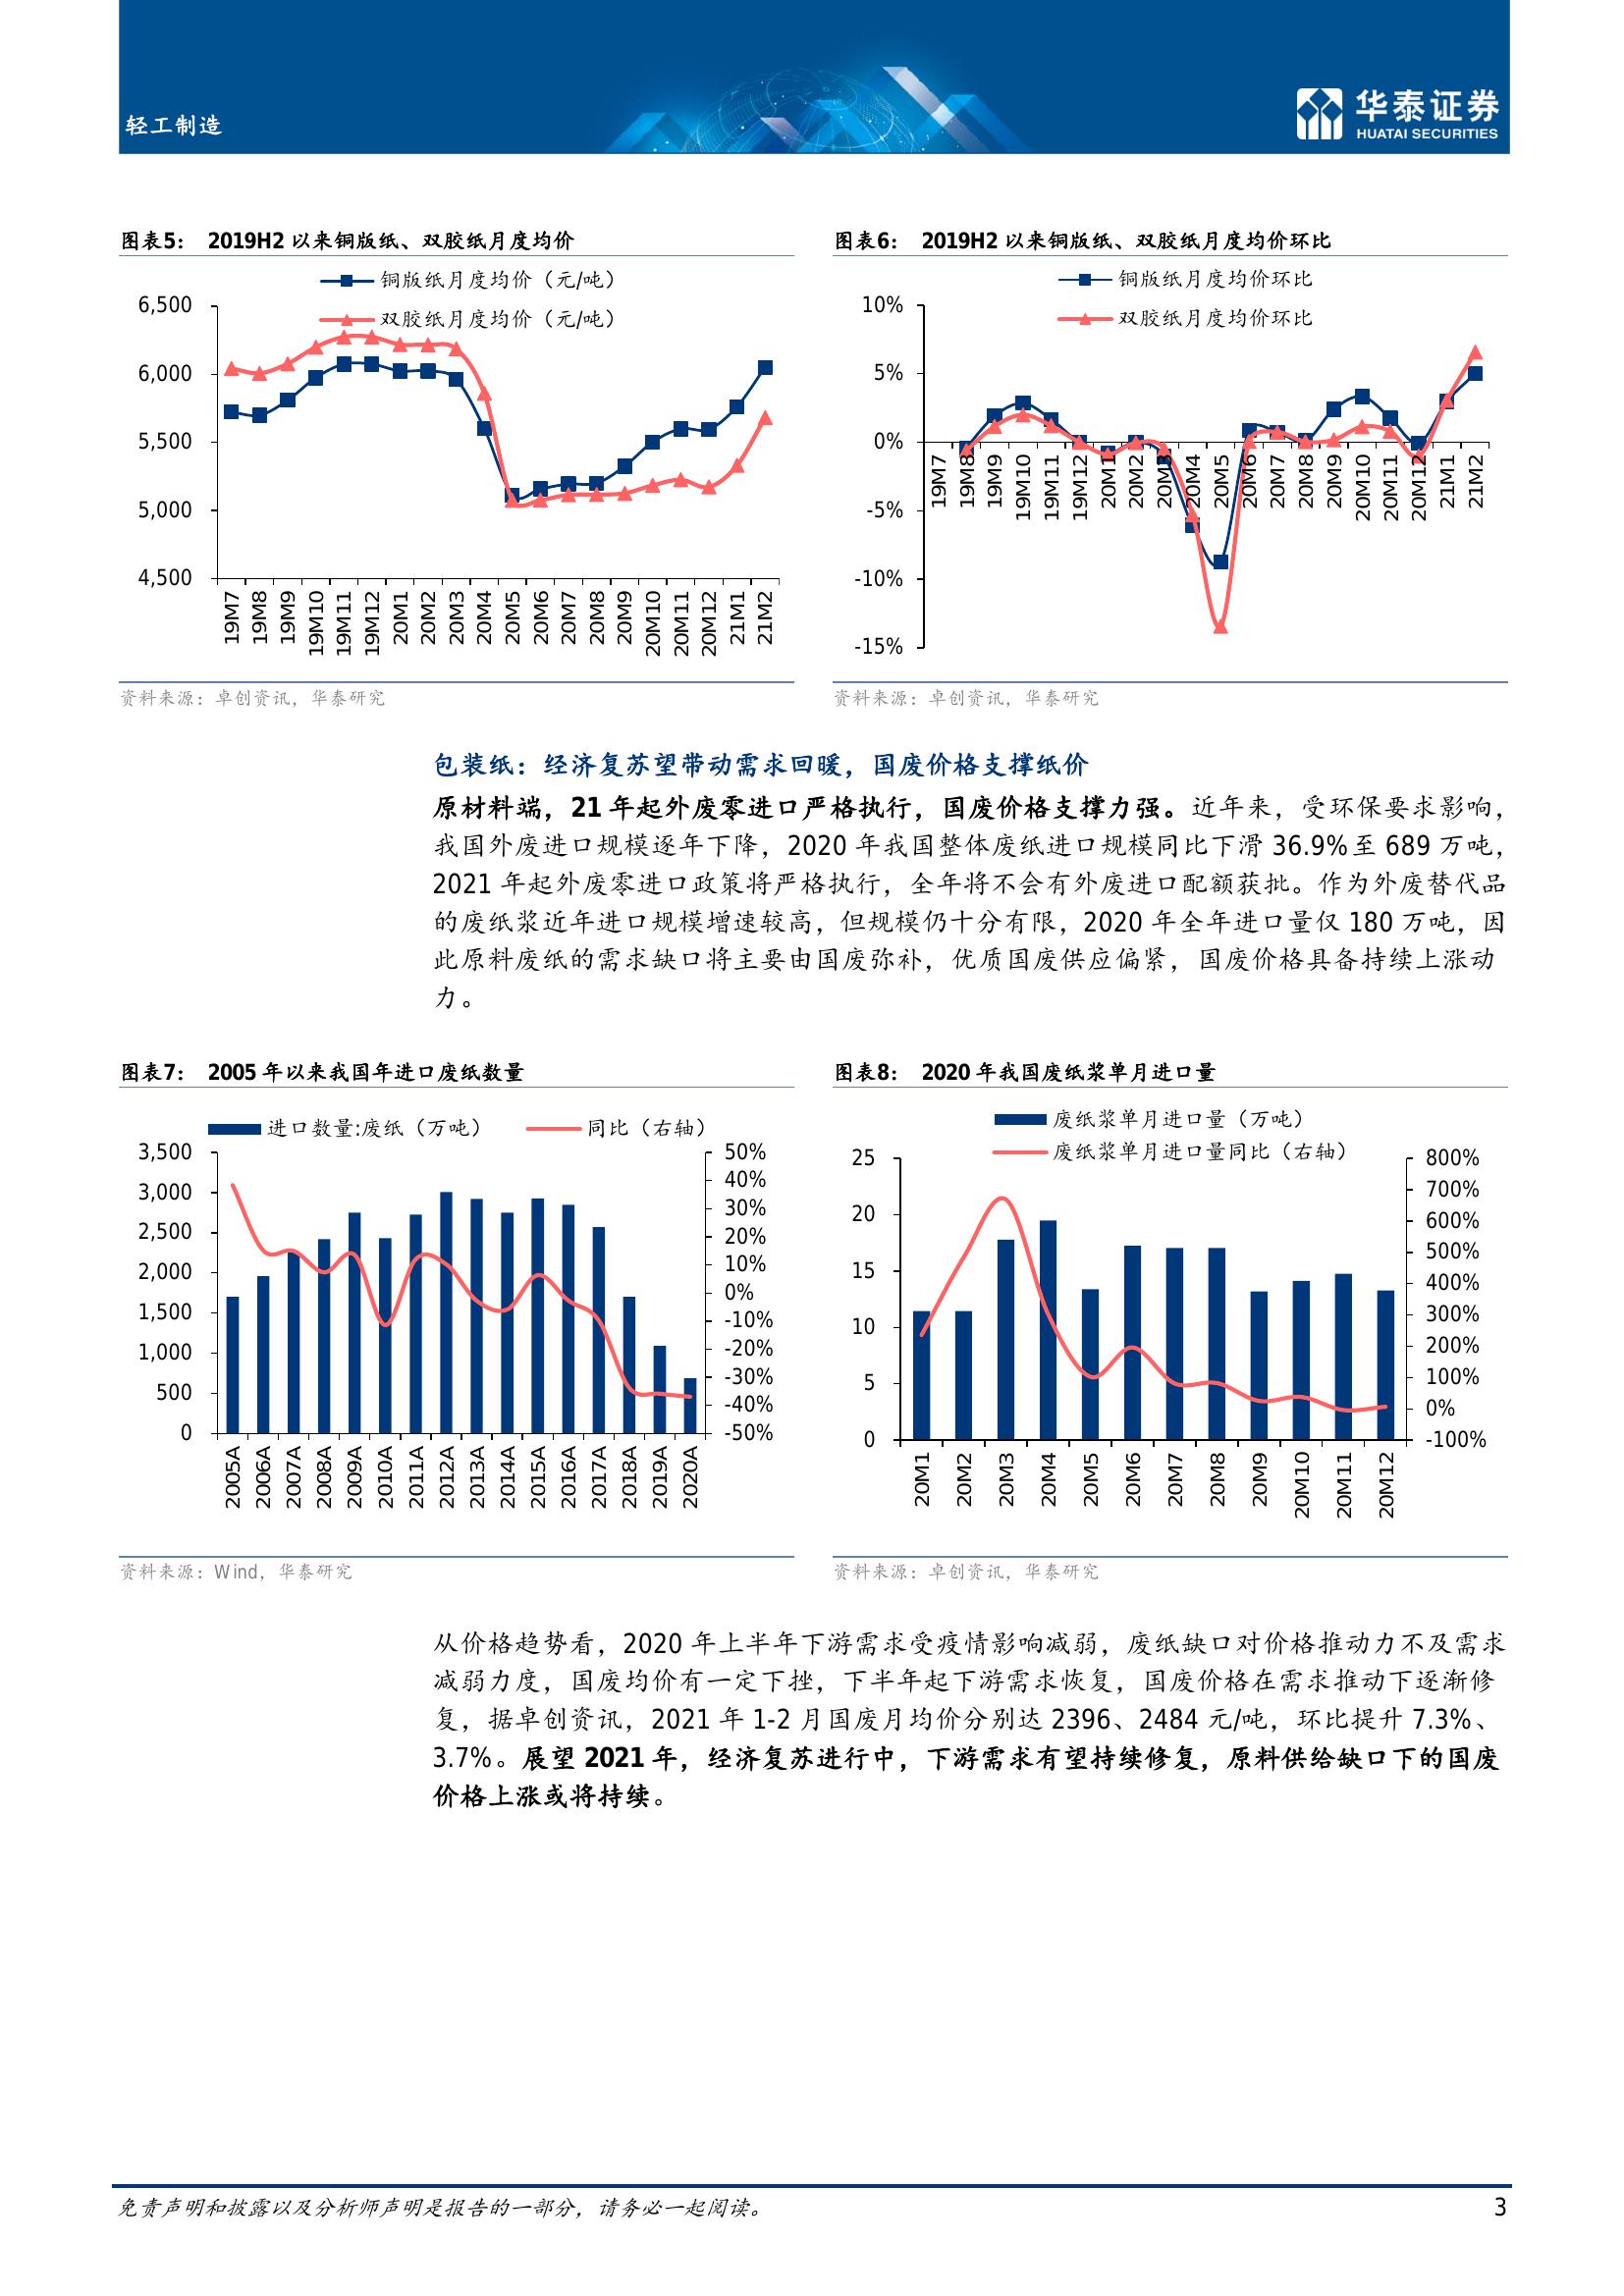 轻工制造
华泰证券
HUATAI SECURITIES
图表5： 2019H2 以来铜版纸、双胶纸月度均价
铜版纸月度均价（元/吨）
双胶纸月度均价（元/吨）
6,500
6,000
5,500
5,000
4,500
19M7
19M8
19M9
19M10
19M11
19M12
20M1
20M2
20M3
20M4
20M5
20M6
20M7
20M8
20M9
20M10
20M11
20M12
21M1
21M2
资料来源：卓创资讯，华泰研究
图表6： 2019H2 以来铜版纸、双胶纸月度均价环比
铜版纸月度均价环比
双胶纸月度均价环比
10%
5%
0%
-5%
-10%
-15%
19M7
19M8
19M9
19M10
19M11
19M12
20M1
20M2
20M3
20M4
20M5
20M6
20M7
20M8
20M9
20M10
20M11
20M12
21M1
21M2
资料来源：卓创资讯，华泰研究
包装纸：经济复苏望带动需求回暖，国废价格支撑纸价
原材料端，21 年起外废零进口严格执行，国废价格支撑力强。近年来，受环保要求影响，
我国外废进口规模逐年下降，2020 年我国整体废纸进口规模同比下滑 36.9%至 689 万吨，
2021 年起外废零进口政策将严格执行，全年将不会有外废进口配额获批。作为外废替代品
的废纸浆近年进口规模增速较高，但规模仍十分有限，2020 年全年进口量仅 180 万吨，因
此原料废纸的需求缺口将主要由国废弥补，优质国废供应偏紧，国废价格具备持续上涨动
力。
图表7： 2005 年以来我国年进口废纸数量
进口数量:废纸（万吨）
同比（右轴）
3,500
3,000
2,500
2,000
1,500
1,000
500
0
50%
40%
30%
20%
10%
0%
-10%
-20%
-30%
-40%
-50%
2005A
2006A
2007A
2008A
2009A
2010A
2011A
2012A
2013A
2014A
2015A
2016A
2017A
2018A
2019A
2020A
资料来源：Wind，华泰研究
图表8： 2020 年我国废纸浆单月进口量
废纸浆单月进口量（万吨）
废纸浆单月进口量同比（右轴）
25
20
15
10
5
0
800%
700%
600%
500%
400%
300%
200%
100%
0%
-100%
20M1
20M2
20M3
20M4
20M5
20M6
20M7
20M8
20M9
20M10
20M11
20M12
资料来源：卓创资讯，华泰研究
从价格趋势看，2020 年上半年下游需求受疫情影响减弱，废纸缺口对价格推动力不及需求
减弱力度，国废均价有一定下挫，下半年起下游需求恢复，国废价格在需求推动下逐渐修
复，据卓创资讯，2021 年 1-2 月国废月均价分别达 2396、2484 元/吨，环比提升 7.3%、
3.7%。展望 2021 年，经济复苏进行中，下游需求有望持续修复，原料供给缺口下的国废
价格上涨或将持续。
免责声明和披露以及分析师声明是报告的一部分，请务必一起阅读。
3